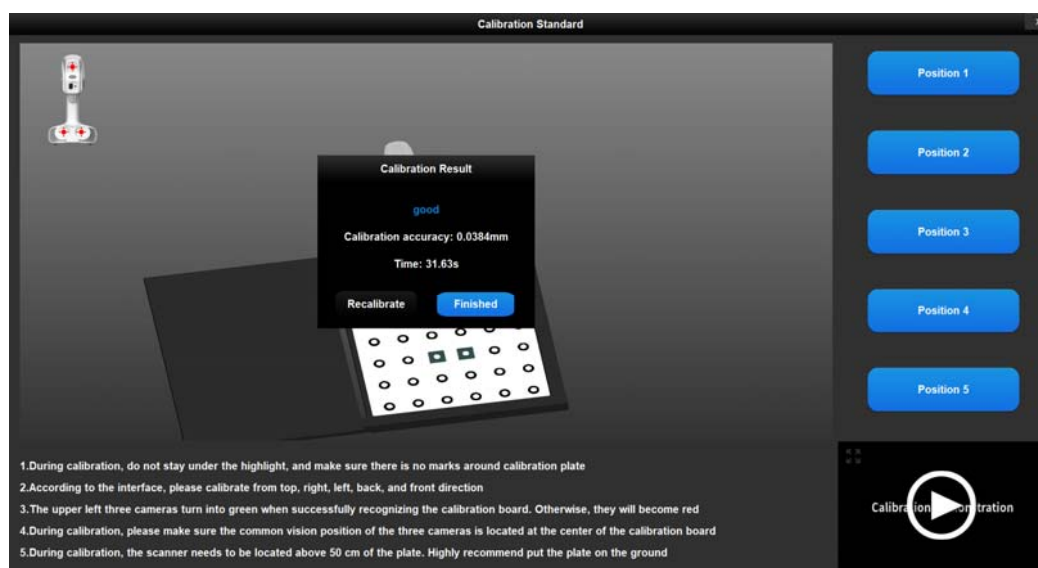 Calibration Standard
Position 1
Position 2
Position 3
Position 4
Position 5
Calibration Result
good
Calibration accuracy: 0.0384mm
Time: 31.63s
Recalibrate
Finished
1.During calibration, do not stay under the highlight, and make sure there is no marks around calibration plate
2.According to the interface, please calibrate from top, right, left, back, and front direction
3.The upper left three cameras turn into green when successfully recognizing the calibration board. Otherwise, they will become red
4.During calibration, please make sure the common vision position of the three cameras is located at the center of the calibration board
5.During calibration, the scanner needs to be located above 50 cm of the plate. Highly recommend put the plate on the ground